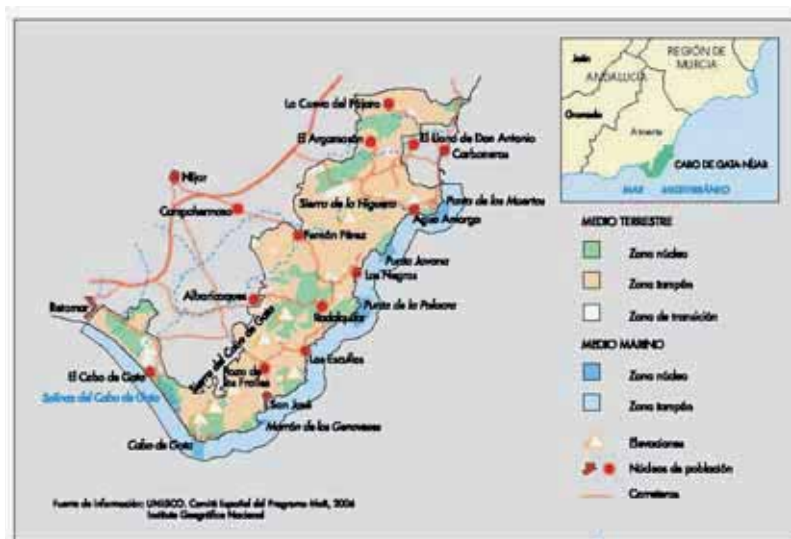 La Cueva del Pájaro
El Argamasón
El Llano de Don Antonio
Carboneras
Níjar
Campohermoso
Sierra de la Higuera
Punta de los Muertos
Agua Amarga
Fernán Pérez
Punta Javana
Las Negras
Albaricoques
Punta de la Polacra
Retamar
Rodalquilar
Sierra del Cabo de Gata
Los Escullos
El Cabo de Gata
Pozo de
los Frailes
Salinas del Cabo de Gata
San José
Morrón de los Genoveses
Cabo de Gata
Fuente de información: UNESCO. Comité Español del Programa MaB, 2006
Instituto Geográfico Nacional
REGIÓN DE
MURCIA
Jaén
ANDALUCÍA
Granada
Almería
CABO DE GATA-NÍJAR
MAR MEDITERRÁNEO
MEDIO TERRESTRE
Zona núcleo
Zona tampón
Zona de transición
MEDIO MARINO
Zona núcleo
Zona tampón
Elevaciones
Núcleos de población
Carreteras